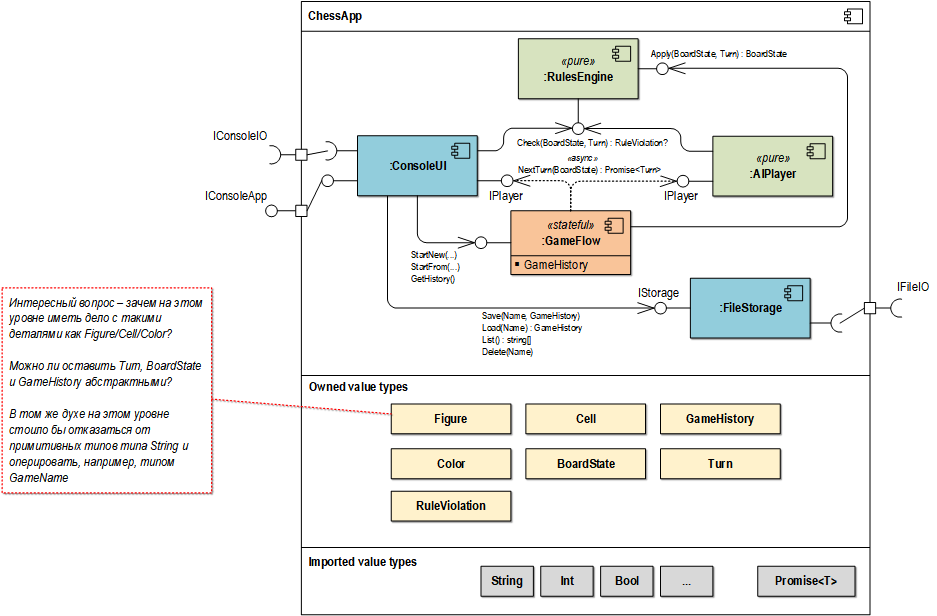 ChessApp
«pure»
:RulesEngine
Apply(BoardState, Turn) : BoardState
IConsoleIO
:ConsoleUI
Check(BoardState, Turn) : RuleViolation?
«async»
NextTurn(BoardState) : Promise<Turn>
«pure»
:AIPlayer
IConsoleApp
IPlayer
IPlayer
«stateful»
:GameFlow
GameHistory
StartNew(...)
StartFrom(....)
GetHistory()
IStorage
:FileStorage
IFileIO
Save(Name, GameHistory)
Load(Name) : GameHistory
List() : string[]
Delete(Name)
Интересный вопрос – зачем на этом
уровне иметь дело с такими
деталями как Figure/Cell/Color?
Можно ли оставить Turn, BoardState
и GameHistory абстрактными?
В том же духе на этом уровне
стоило бы отказаться от
примитивных типов типа String и
оперировать, например, типом
GameName
Owned value types
Figure
Cell
GameHistory
Color
BoardState
Turn
RuleViolation
Imported value types
String
Int
Bool
...
Promise<T>